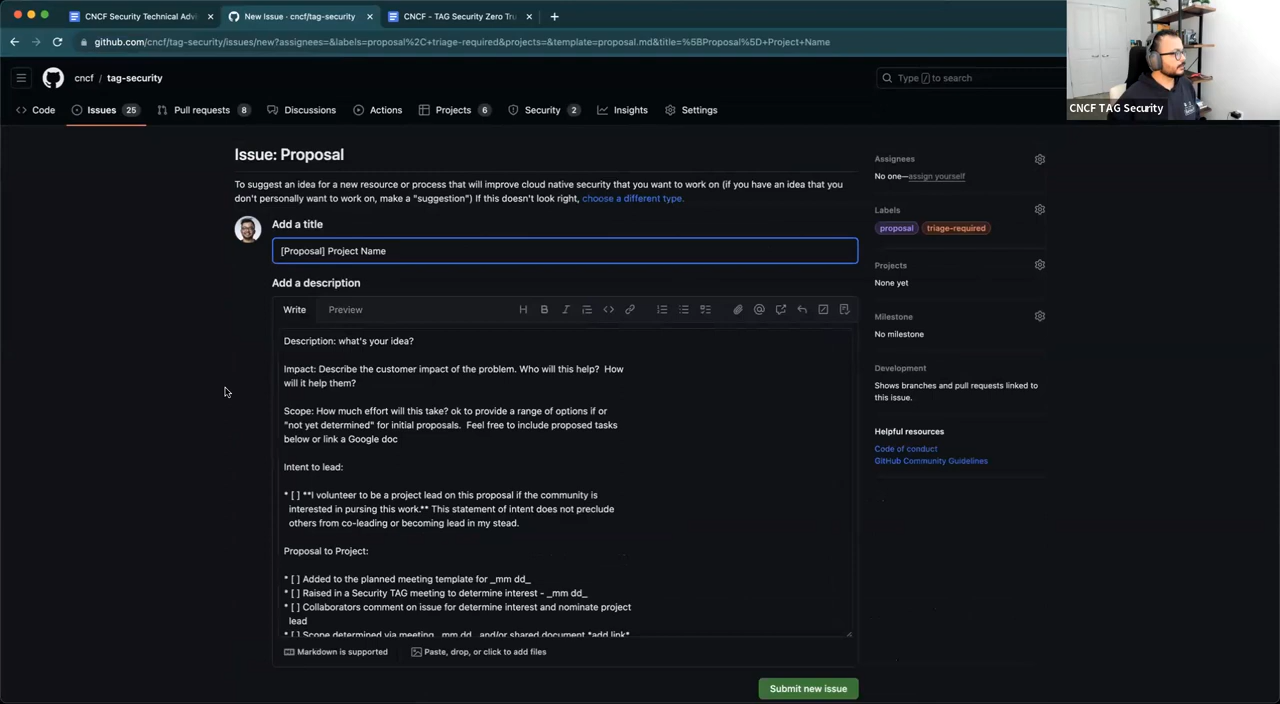 CNCF Security Technical Adv
New Issue · cncf/tag-security
CNCF - TAG Security Zero Tru
github.com/cncf/tag-security/issues/new?assignees=&labels=proposal%2C+triage-required&projects=&template=proposal.md&title=%5BProposal%5D+Project+Name
CNCF TAG Security
cncf / tag-security
Type / to search
Code
Issues 25
Pull requests 8
Discussions
Actions
Projects 6
Security 2
Insights
Settings
Issue: Proposal
To suggest an idea for a new resource or process that will improve cloud native security that you want to work on (if you have an idea that you
don't personally want to work on, make a "suggestion") If this doesn't look right, choose a different type.
Add a title
[Proposal] Project Name
Add a description
Write
Preview
Description: what's your idea?
Impact: Describe the customer impact of the problem. Who will this help? How
will it help them?
Scope: How much effort will this take? ok to provide a range of options if or
"not yet determined" for initial proposals. Feel free to include proposed tasks
below or link a Google doc
Intent to lead:
* [ ] **I volunteer to be a project lead on this proposal if the community is
interested in pursing this work.** This statement of intent does not preclude
others from co-leading or becoming lead in my stead.
Proposal to Project:
* [ ] Added to the planned meeting template for _mm dd_
* [ ] Raised in a Security TAG meeting to determine interest - _mm dd_
* [ ] Collaborators comment on issue for determine interest and nominate project
lead
* [ ] Scope determined via meeting _mm dd_ and/or shared document *add link*
Markdown is supported
Paste, drop, or click to add files
Submit new issue
Assignees
No one—assign yourself
Labels
proposal
triage-required
Projects
None yet
Milestone
No milestone
Development
Shows branches and pull requests linked to
this issue.
Helpful resources
Code of conduct
GitHub Community Guidelines